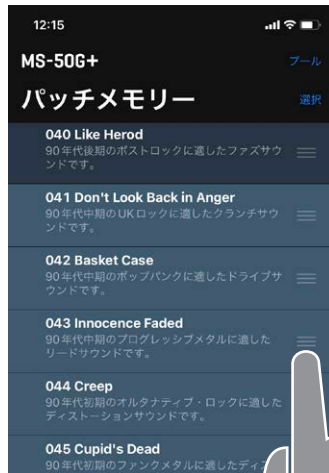 12:15
MS-50G+
プール
パッチメモリー
選択
040 Like Herod
90年代後期のポストロックに適したファズサウ
ンドです。
041 Don't Look Back in Anger
90年代中期のUKロックに適したクランチサウ
ンドです。
042 Basket Case
90年代中期のポップパンクに適したドライブサ
ウンドです。
043 Innocence Faded
90年代中期のプログレッシブメタルに適した
リードサウンドです。
044 Creep
90年代初期のオルタナティブ・ロックに適した
ディストーションサウンドです。
045 Cupid's Dead
90年代初期のファンクメタルに適したディス